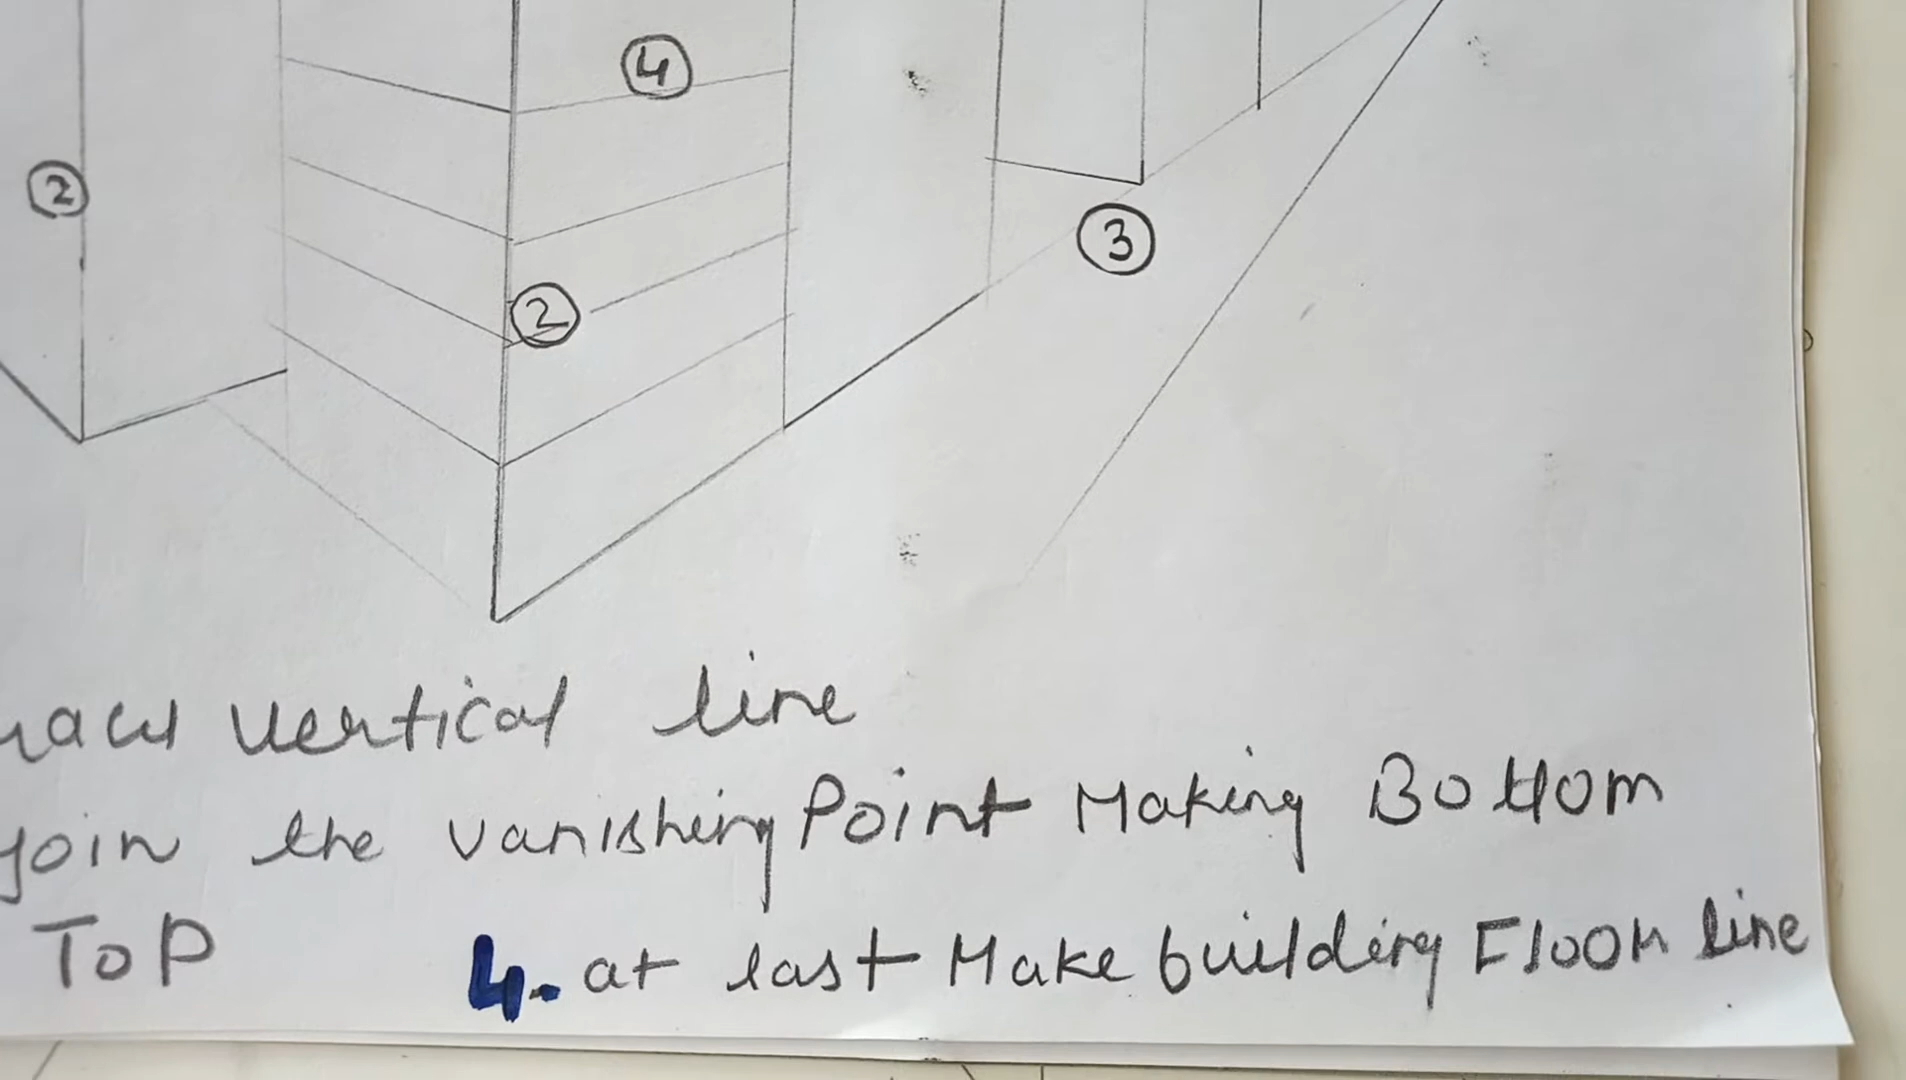 4
2
2
3
raw vertical line
join the vanishing Point Making Bottom
Top
4. at last Make building Floor line